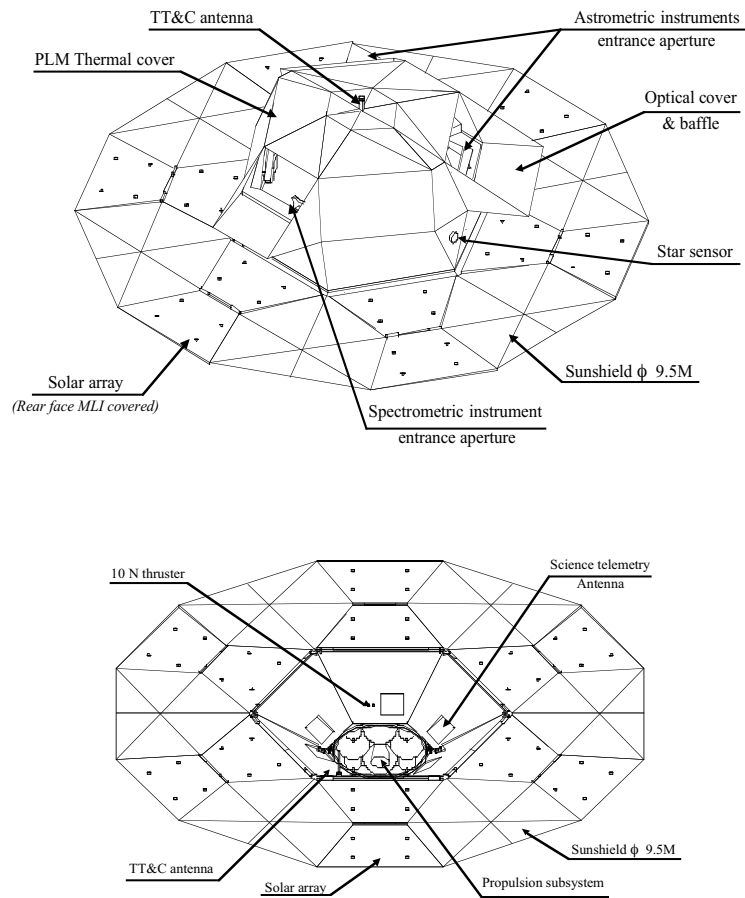 TT&C antenna
Astrometric instruments
entrance aperture
PLM Thermal cover
Optical cover
& baffle
Star sensor
Solar array
(Rear face MLI covered)
Sunshield ϕ 9.5M
Spectrometric instrument
entrance aperture
10 N thruster
Science telemetry
Antenna
TT&C antenna
Solar array
Propulsion subsystem
Sunshield ϕ 9.5M